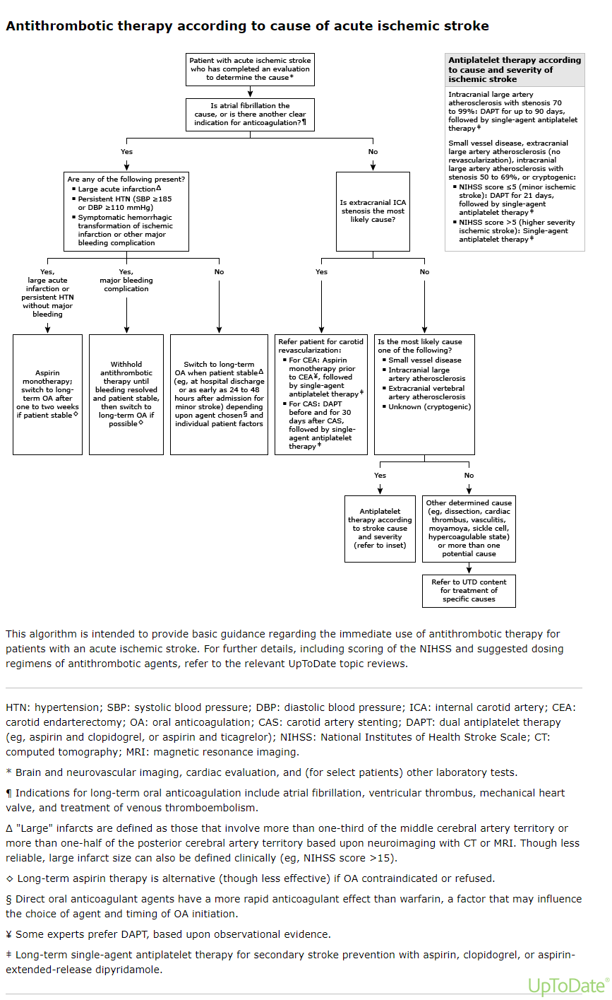 Antithrombotic therapy according to cause of acute ischemic stroke
Patient with acute ischemic stroke
who has completed an evaluation
to determine the cause*
Is atrial fibrillation the
cause, or is there another clear
indication for anticoagulation?¶
Yes
No
Are any of the following present?
▪ Large acute infarctionΔ
▪ Persistent HTN (SBP ≥185
or DBP ≥110 mmHg)
▪ Symptomatic hemorrhagic
transformation of ischemic
infarction or other major
bleeding complication
Is extracranial ICA
stenosis the most
likely cause?
Yes,
large acute
infarction or
persistent HTN
without major
bleeding
Yes,
major bleeding
complication
No
Yes
No
Aspirin
monotherapy;
switch to long-
term OA after
one to two weeks
if patient stable◇
Withhold
antithrombotic
therapy until
bleeding resolved
and patient stable,
then switch to
long-term OA if
possible◇
Switch to long-term
OA when patient stableΔ
(eg, at hospital discharge
or as early as 24 to 48
hours after admission for
minor stroke) depending
upon agent chosen§ and
individual patient factors
Refer patient for carotid
revascularization:
▪ For CEA: Aspirin
monotherapy prior
to CEA¥, followed
by single-agent
antiplatelet therapy‡
▪ For CAS: DAPT
before and for 30
days after CAS,
followed by single-
agent antiplatelet
therapy‡
Is the most likely cause
one of the following?
▪ Small vessel disease
▪ Intracranial large
artery atherosclerosis
▪ Extracranial vertebral
artery atherosclerosis
▪ Unknown (cryptogenic)
Yes
No
Antiplatelet
therapy according
to stroke cause
and severity
(refer to inset)
Other determined cause
(eg, dissection, cardiac
thrombus, vasculitis,
moyamoya, sickle cell,
hypercoagulable state)
or more than one
potential cause
Refer to UTD content
for treatment of
specific causes
Antiplatelet therapy according
to cause and severity of
ischemic stroke
Intracranial large artery
atherosclerosis with stenosis 70
to 99%: DAPT for up to 90 days,
followed by single-agent antiplatelet
therapy‡
Small vessel disease, extracranial
large artery atherosclerosis (no
revascularization), intracranial
large artery atherosclerosis with
stenosis 50 to 69%, or cryptogenic:
▪ NIHSS score ≤5 (minor ischemic
stroke): DAPT for 21 days,
followed by single-agent
antiplatelet therapy‡
▪ NIHSS score >5 (higher severity
ischemic stroke): Single-agent
antiplatelet therapy‡
This algorithm is intended to provide basic guidance regarding the immediate use of antithrombotic therapy for
patients with an acute ischemic stroke. For further details, including scoring of the NIHSS and suggested dosing
regimens of antithrombotic agents, refer to the relevant UpToDate topic reviews.
HTN: hypertension; SBP: systolic blood pressure; DBP: diastolic blood pressure; ICA: internal carotid artery; CEA:
carotid endarterectomy; OA: oral anticoagulation; CAS: carotid artery stenting; DAPT: dual antiplatelet therapy
(eg, aspirin and clopidogrel, or aspirin and ticagrelor); NIHSS: National Institutes of Health Stroke Scale; CT:
computed tomography; MRI: magnetic resonance imaging.
* Brain and neurovascular imaging, cardiac evaluation, and (for select patients) other laboratory tests.
¶ Indications for long-term oral anticoagulation include atrial fibrillation, ventricular thrombus, mechanical heart
valve, and treatment of venous thromboembolism.
Δ "Large" infarcts are defined as those that involve more than one-third of the middle cerebral artery territory or
more than one-half of the posterior cerebral artery territory based upon neuroimaging with CT or MRI. Though less
reliable, large infarct size can also be defined clinically (eg, NIHSS score >15).
◇ Long-term aspirin therapy is alternative (though less effective) if OA contraindicated or refused.
§ Direct oral anticoagulant agents have a more rapid anticoagulant effect than warfarin, a factor that may influence
the choice of agent and timing of OA initiation.
¥ Some experts prefer DAPT, based upon observational evidence.
‡ Long-term single-agent antiplatelet therapy for secondary stroke prevention with aspirin, clopidogrel, or aspirin-
extended-release dipyridamole.
UpToDate®